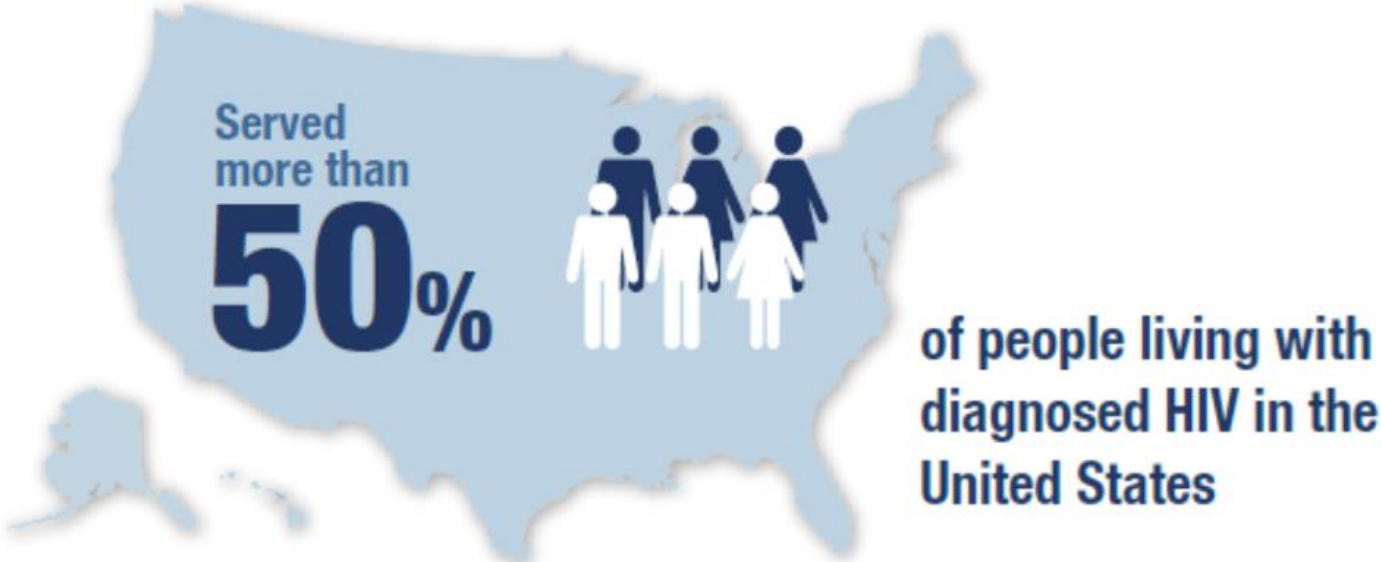 Served
more than
50%
of people living with
diagnosed HIV in the
United States